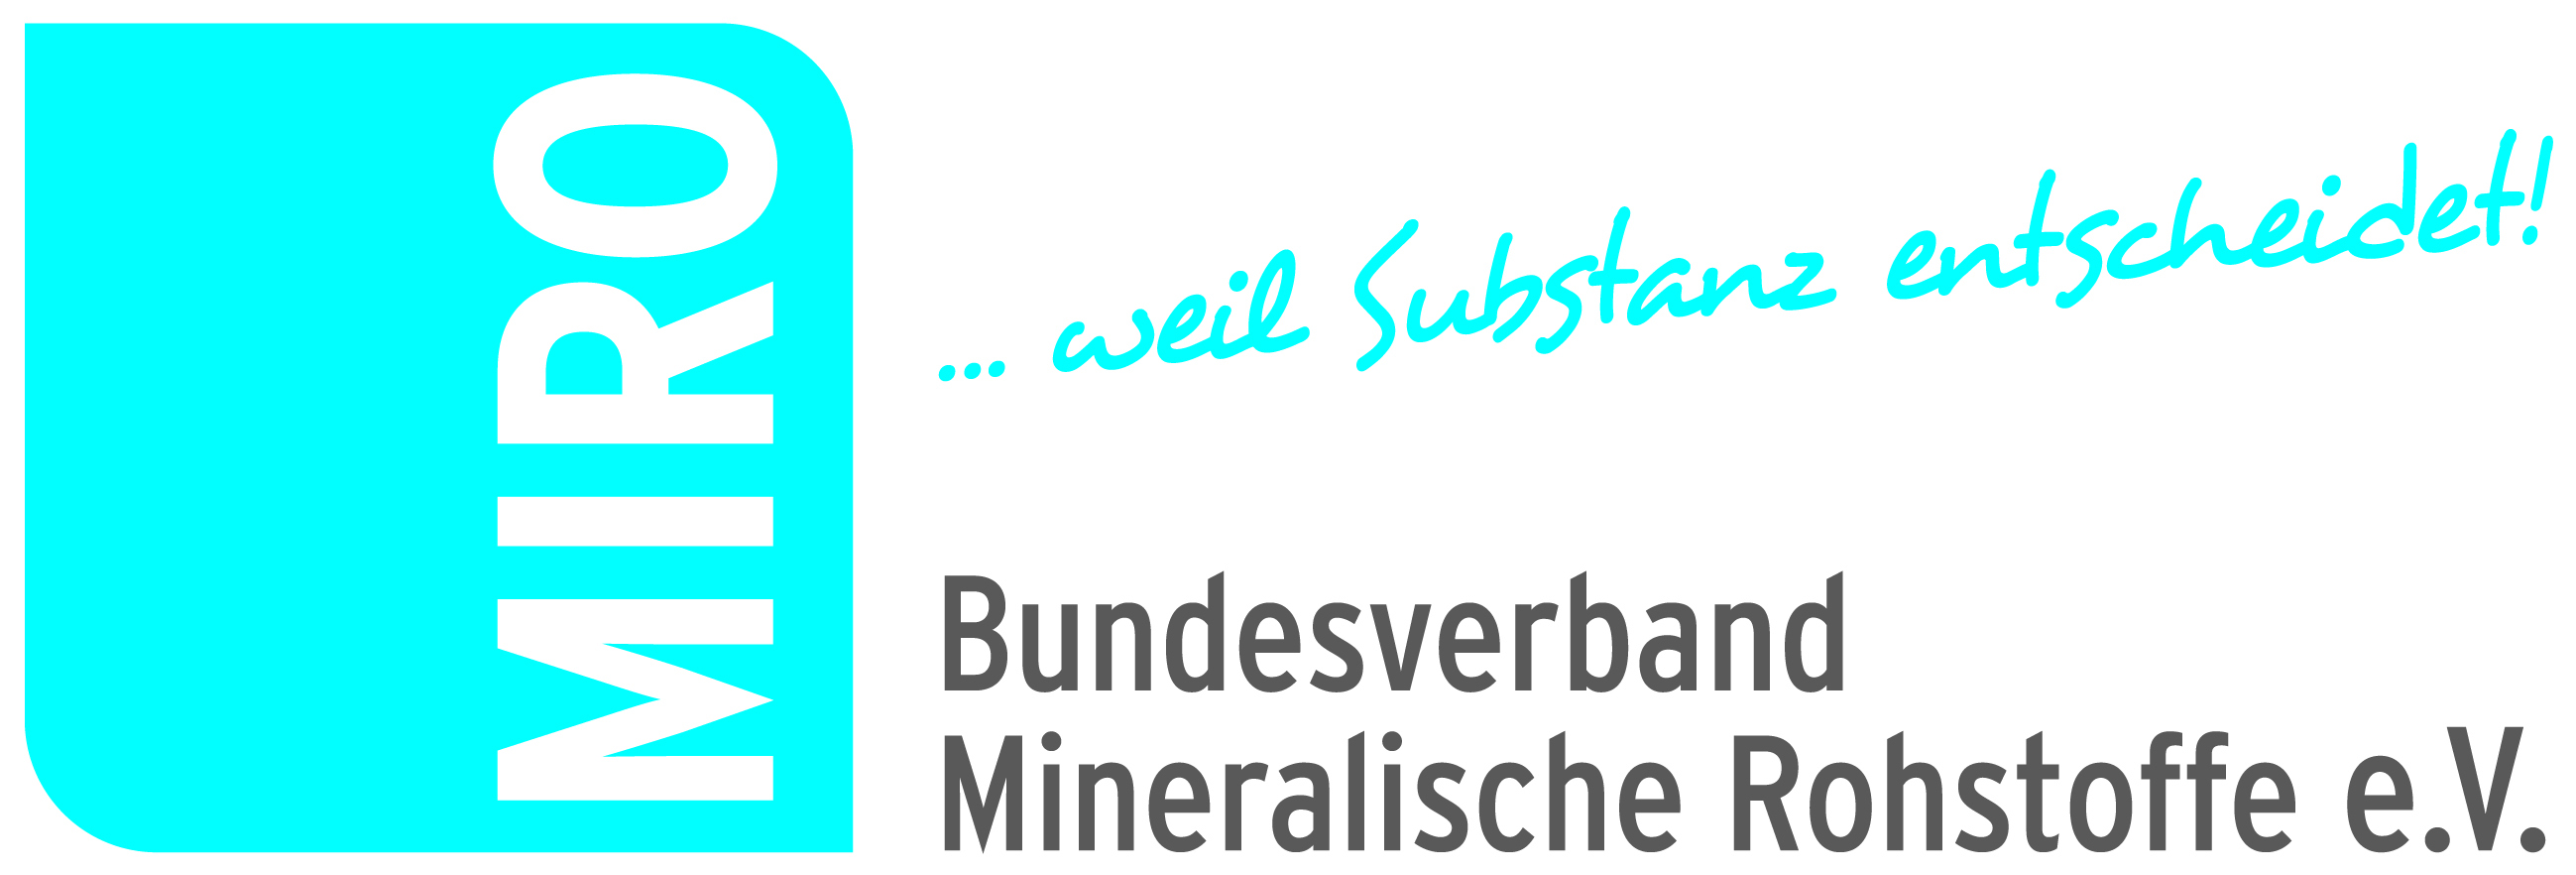 MIRO
... weil Substanz entscheidet!
Bundesverband
Mineralische Rohstoffe e.V.